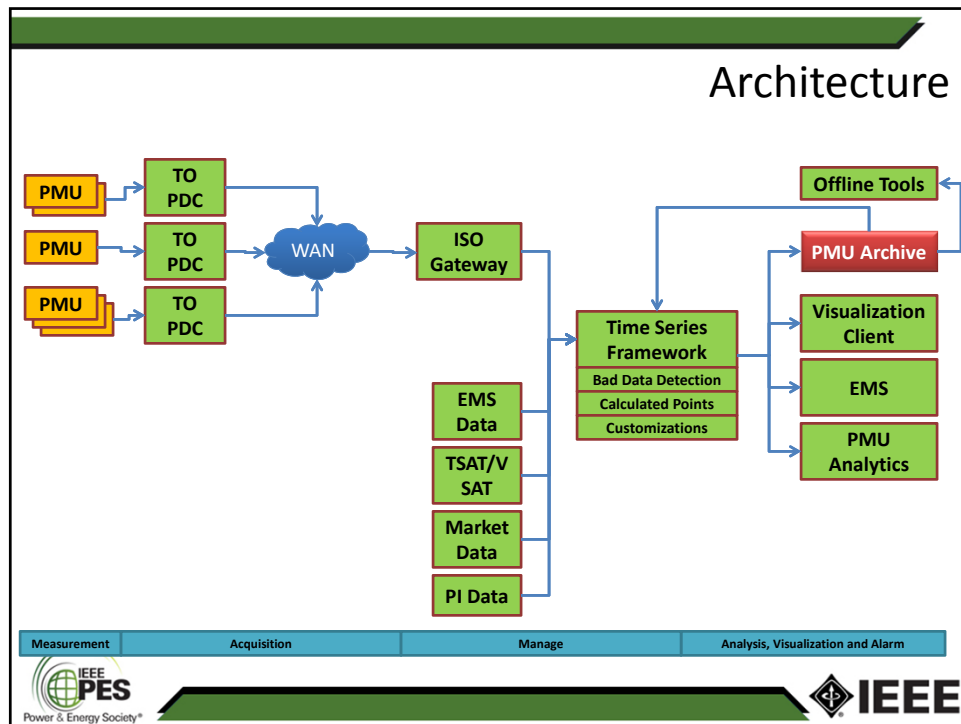 Architecture
PMU
TO
PDC
PMU
TO
PDC
PMU
TO
PDC
WAN
ISO
Gateway
EMS
Data
TSAT/V
SAT
Market
Data
PI Data
Time Series
Framework
Bad Data Detection
Calculated Points
Customizations
Offline Tools
PMU Archive
Visualization
Client
EMS
PMU
Analytics
Measurement
Acquisition
Manage
Analysis, Visualization and Alarm
IEEE
PES
Power & Energy Society®
IEEE